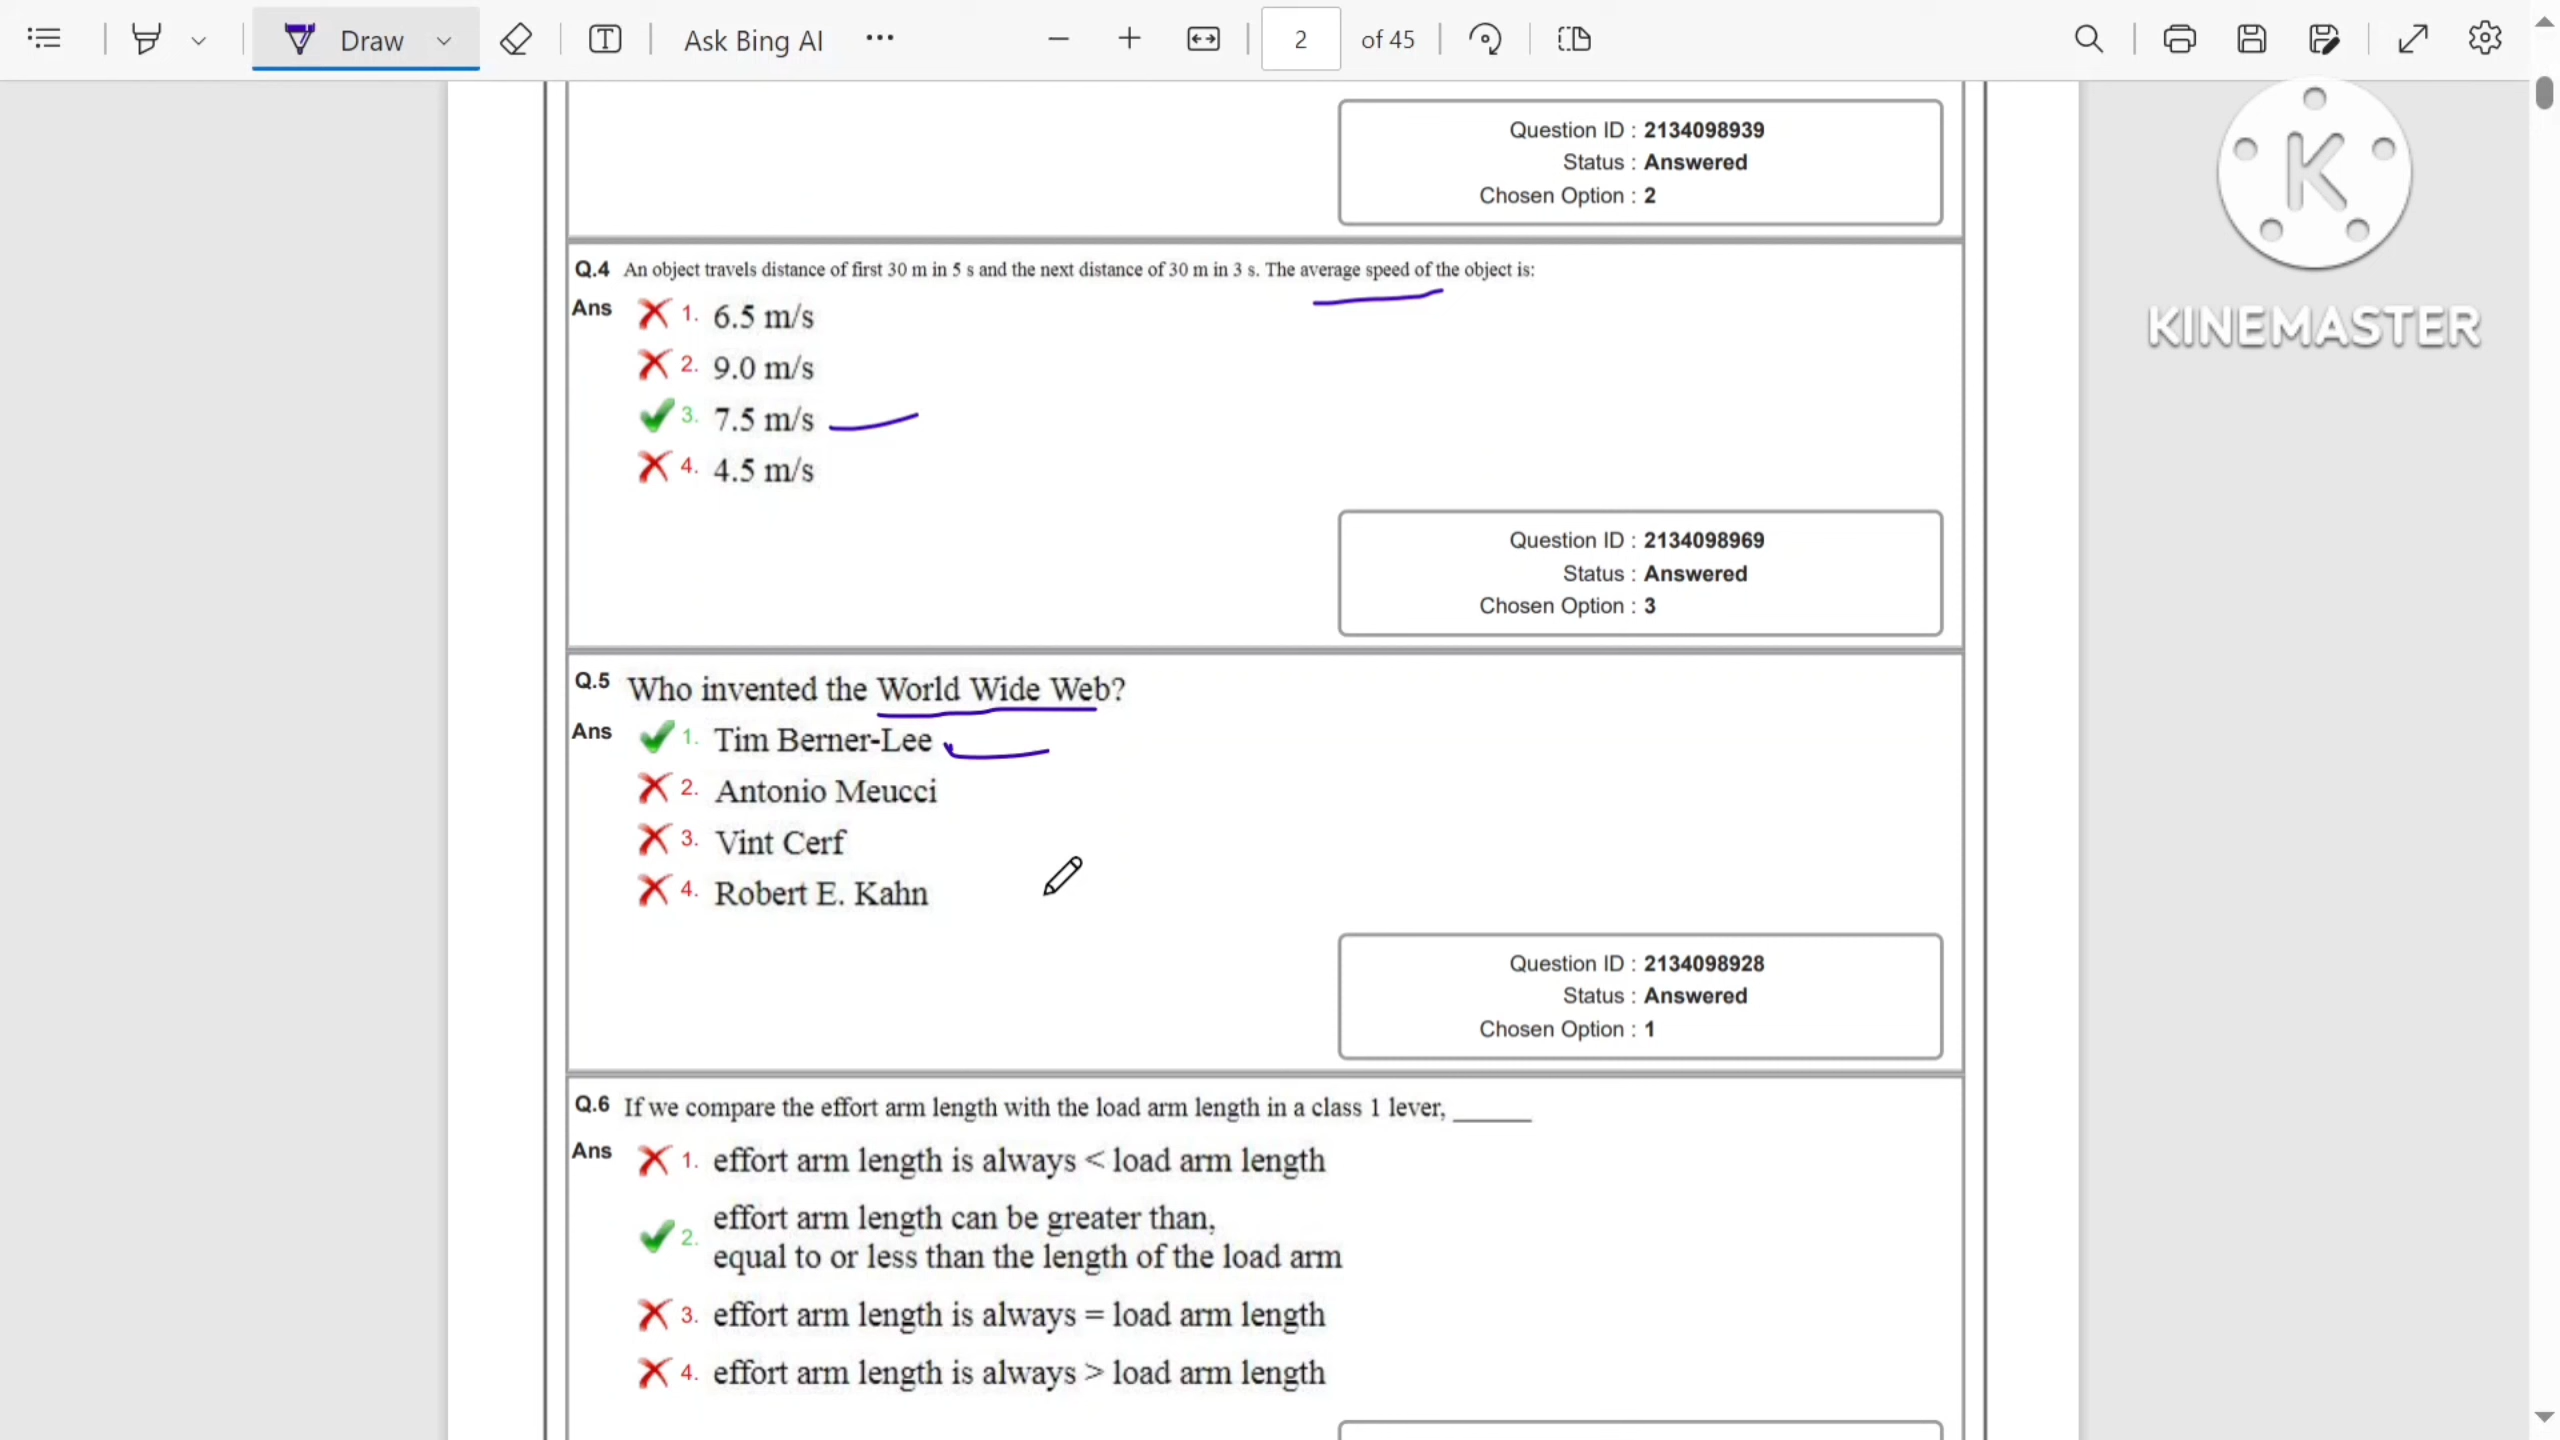 Draw
Ask Bing AI
2 of 45
K
KINEMASTER
Question ID : 2134098939
Status : Answered
Chosen Option : 2
Q.4 An object travels distance of first 30 m in 5 s and the next distance of 30 m in 3 s. The average speed of the object is:
Ans 1. 6.5 m/s
2. 9.0 m/s
3. 7.5 m/s
4. 4.5 m/s
Question ID : 2134098969
Status : Answered
Chosen Option : 3
Q.5 Who invented the World Wide Web?
Ans 1. Tim Berner-Lee
2. Antonio Meucci
3. Vint Cerf
4. Robert E. Kahn
Question ID : 2134098928
Status : Answered
Chosen Option : 1
Q.6 If we compare the effort arm length with the load arm length in a class 1 lever, ______
Ans 1. effort arm length is always < load arm length
2. effort arm length can be greater than,
equal to or less than the length of the load arm
3. effort arm length is always = load arm length
4. effort arm length is always > load arm length